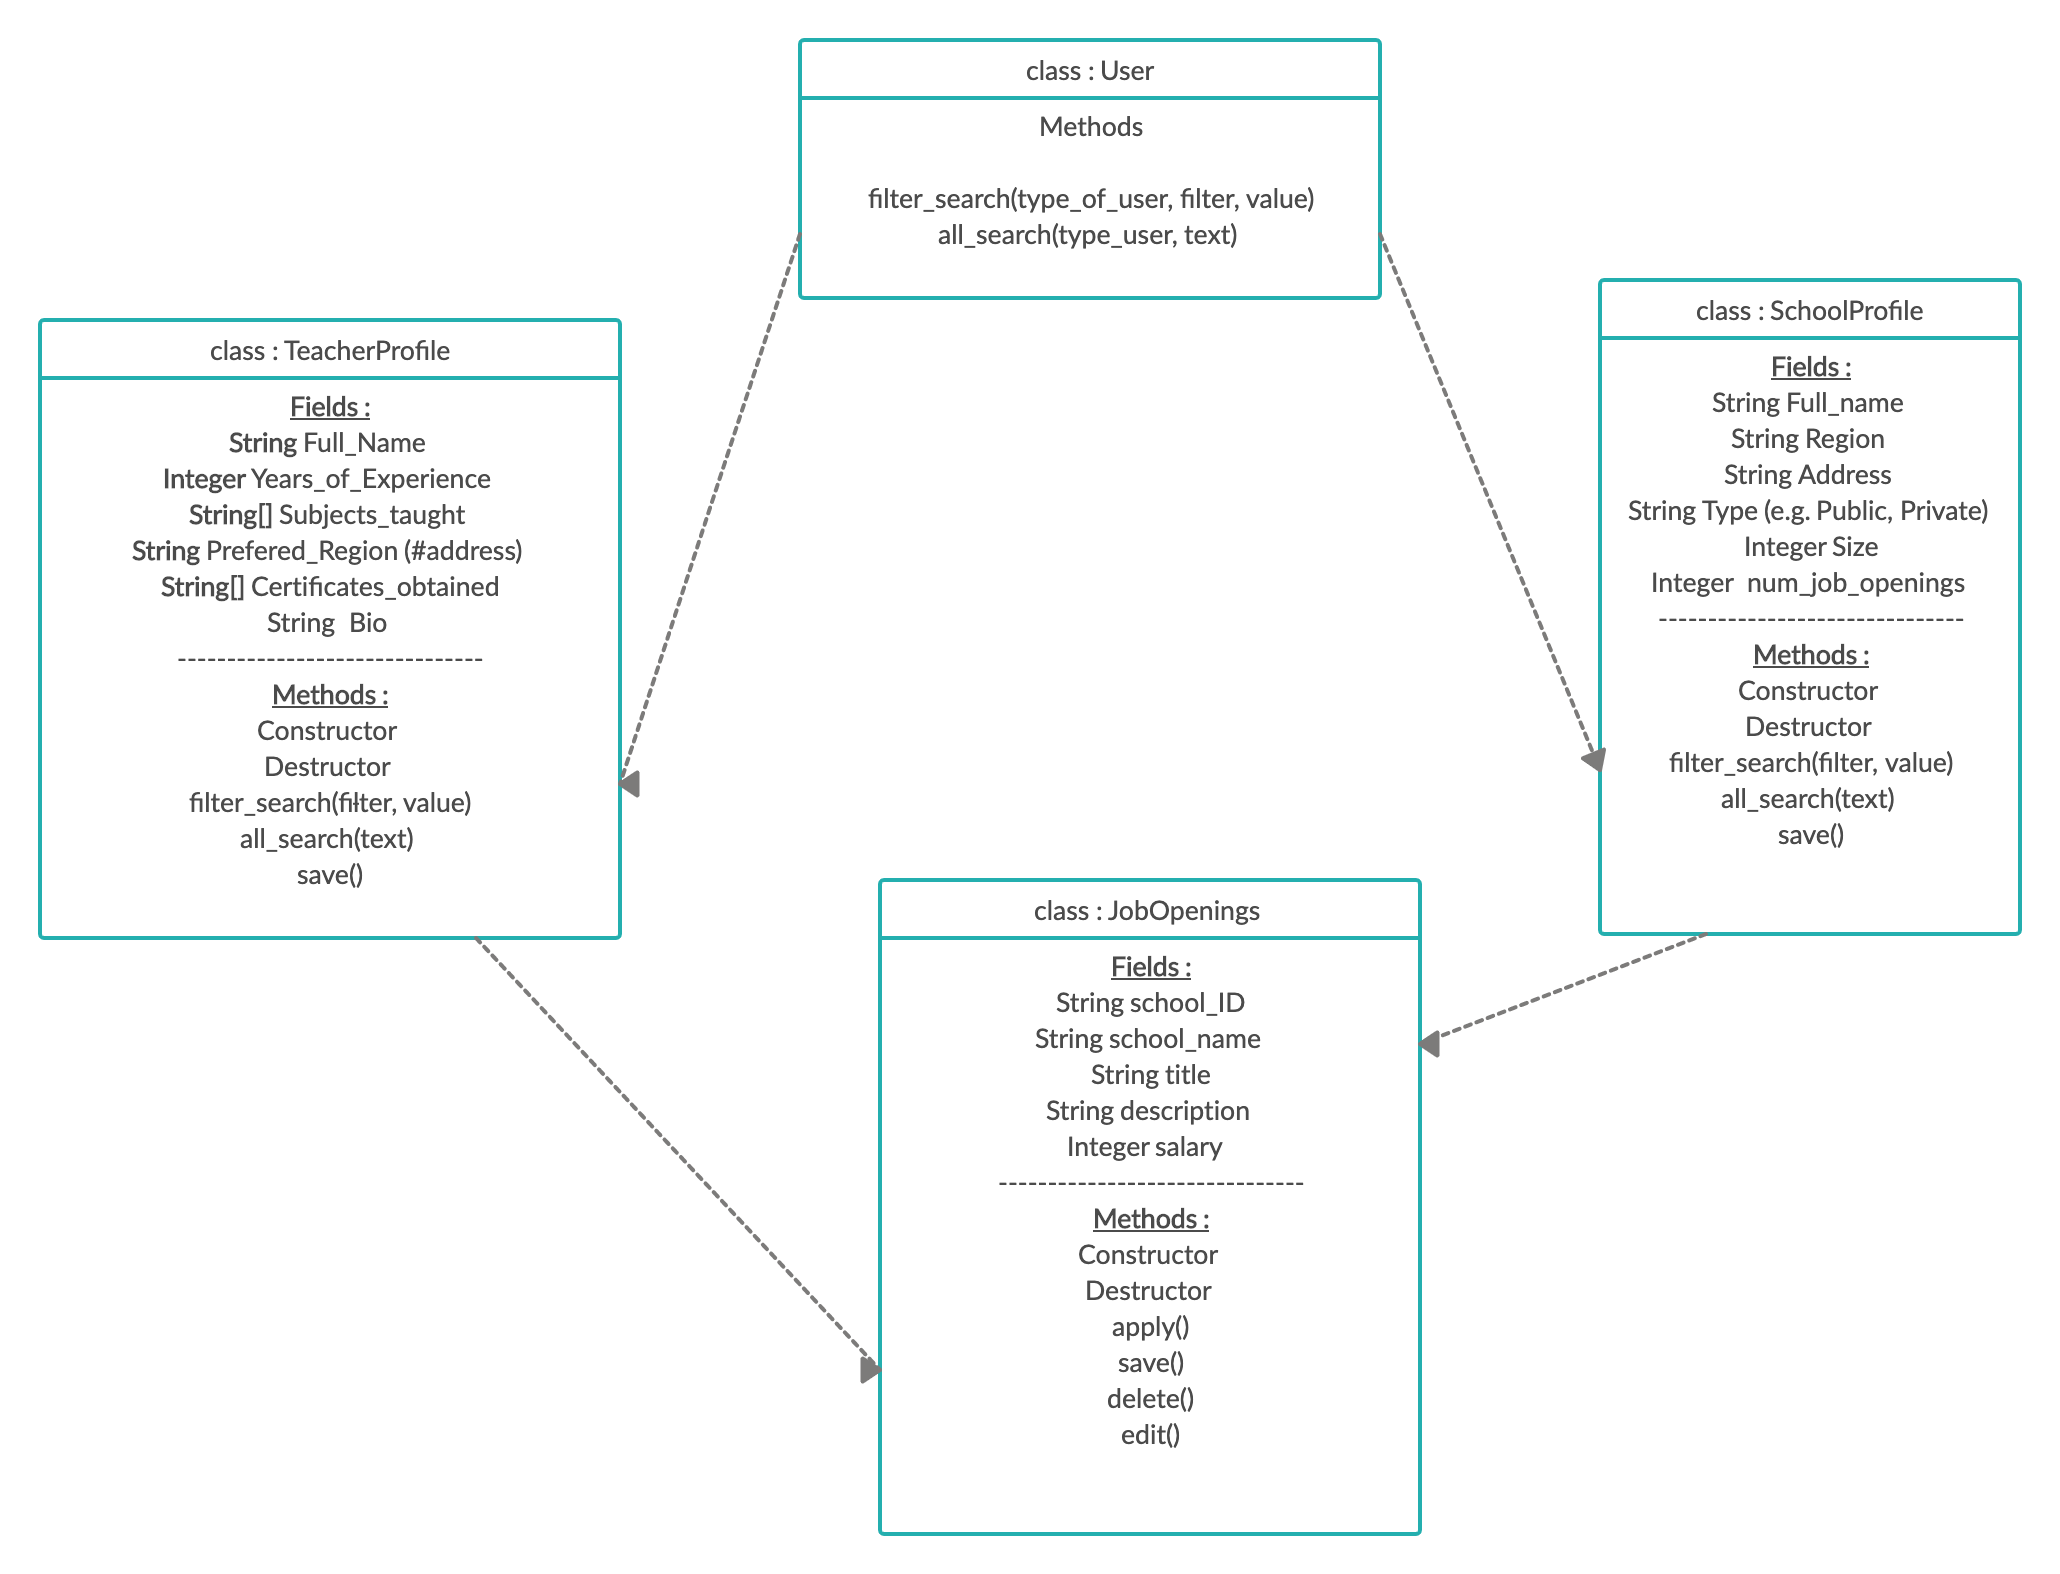 class : User
Methods
filter_search(type_of_user, filter, value)
all_search(type_user, text)
class : TeacherProfile
Fields :
String Full_Name
Integer Years_of_Experience
String[] Subjects_taught
String Prefered_Region (#address)
String[] Certificates_obtained
String  Bio
-------------------------------
Methods :
Constructor
Destructor
filter_search(filter, value)
all_search(text)
save()
class : SchoolProfile
Fields :
String Full_name
String Region
String Address
String Type (e.g. Public, Private)
Integer Size
Integer  num_job_openings
-------------------------------
Methods :
Constructor
Destructor
filter_search(filter, value)
all_search(text)
save()
class : JobOpenings
Fields :
String school_ID
String school_name
String title
String description
Integer salary
-------------------------------
Methods :
Constructor
Destructor
apply()
save()
delete()
edit()